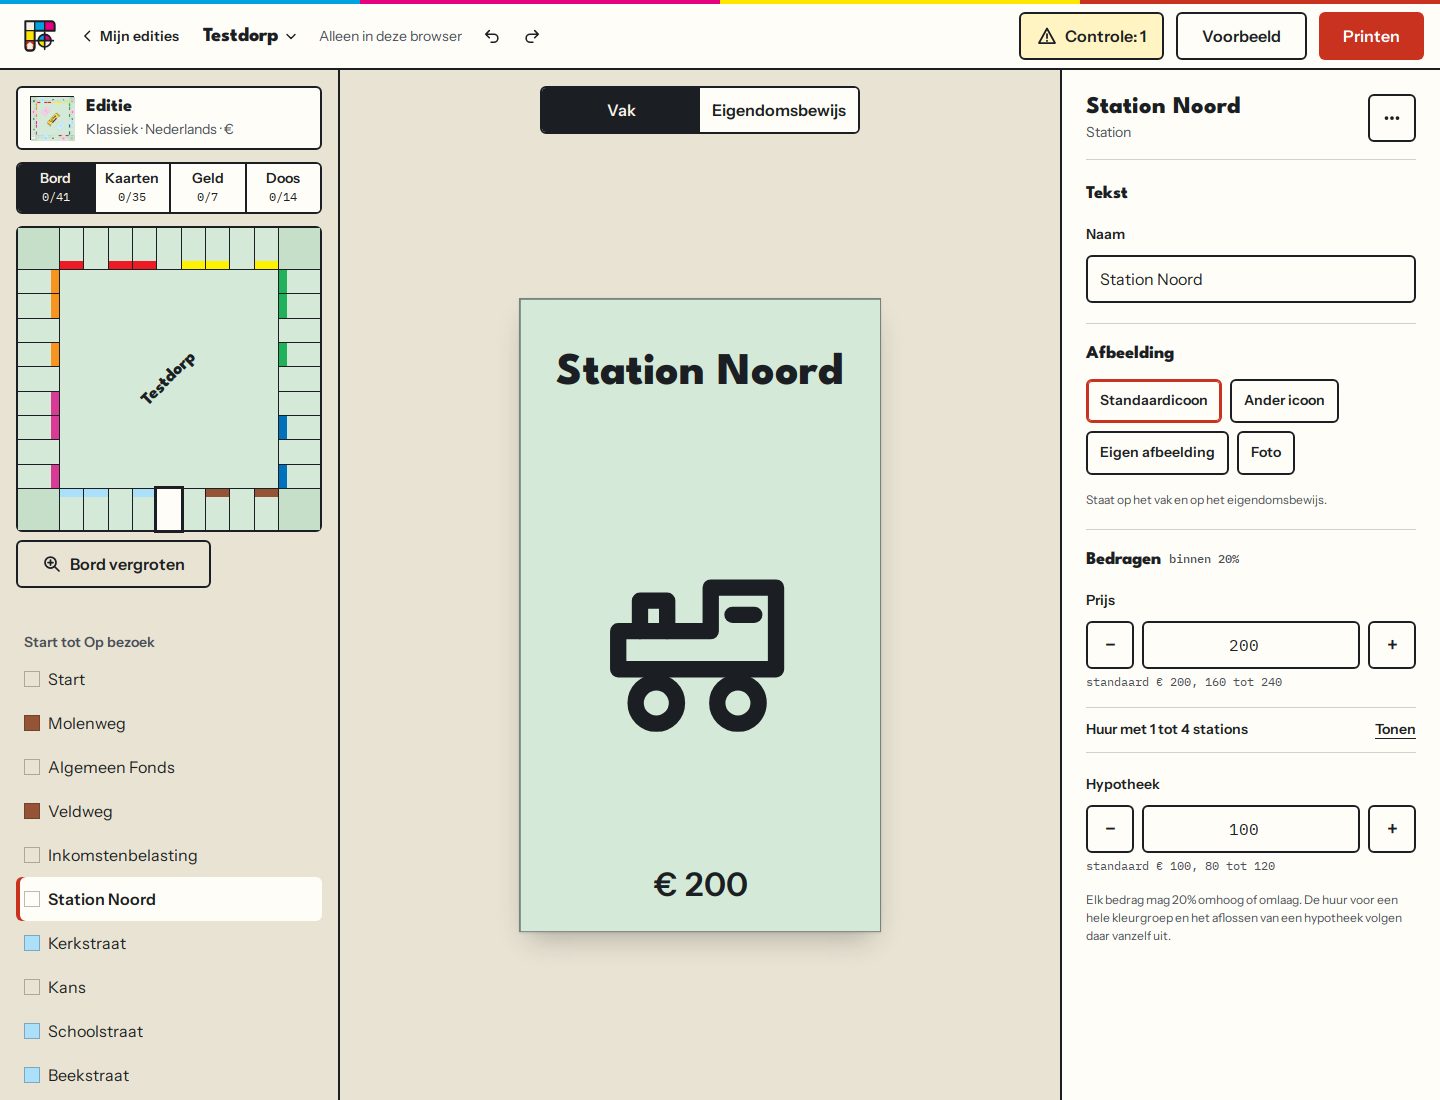 Mijn edities
Testdorp
Alleen in deze browser
Controle: 1
Voorbeeld
Printen
Editie
Klassiek · Nederlands · €
Bord
0/41
Kaarten
0/35
Geld
0/7
Doos
0/14
Testdorp
Bord vergroten
Start tot Op bezoek
Start
Molenweg
Algemeen Fonds
Veldweg
Inkomstenbelasting
Station Noord
Kerkstraat
Kans
Schoolstraat
Beekstraat
Vak
Eigendomsbewijs
Station Noord
€ 200
Station Noord
Station
Tekst
Naam
Station Noord
Afbeelding
Standaardicoon
Ander icoon
Eigen afbeelding
Foto
Staat op het vak en op het eigendomsbewijs.
Bedragen binnen 20%
Prijs
− 200 +
standaard € 200, 160 tot 240
Huur met 1 tot 4 stations
Tonen
Hypotheek
− 100 +
standaard € 100, 80 tot 120
Elk bedrag mag 20% omhoog of omlaag. De huur voor een
hele kleurgroep en het aflossen van een hypotheek volgen
daar vanzelf uit.